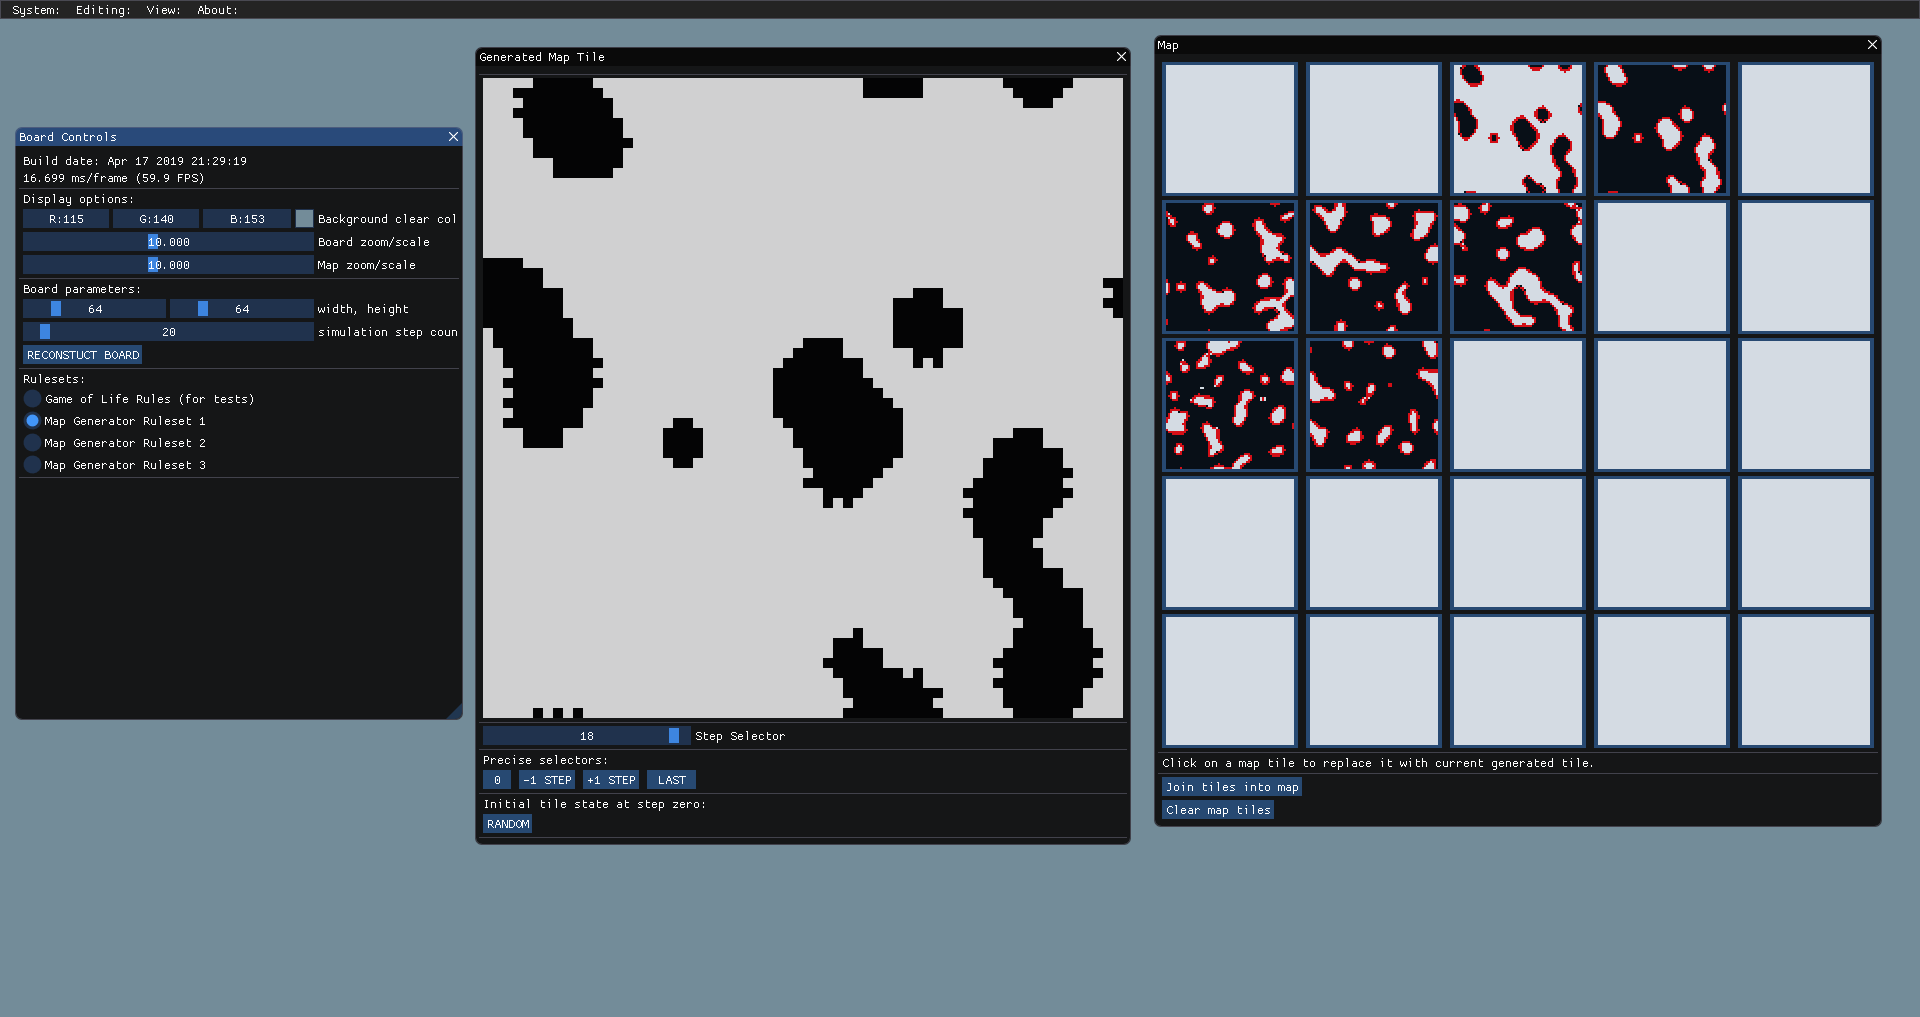 System: Editing: View: About:
Board Controls
Build date: Apr 17 2019 21:29:19
16.699 ms/frame (59.9 FPS)
Display options:
R:115 G:140 B:153 Background clear col
10.000 Board zoom/scale
10.000 Map zoom/scale
Board parameters:
64 64 width, height
20 simulation step coun
RECONSTUCT BOARD
Rulesets:
Game of Life Rules (for tests)
Map Generator Ruleset 1
Map Generator Ruleset 2
Map Generator Ruleset 3
Generated Map Tile
18 Step Selector
Precise selectors:
0 -1 STEP +1 STEP LAST
Initial tile state at step zero:
RANDOM
Map
Click on a map tile to replace it with current generated tile.
Join tiles into map
Clear map tiles